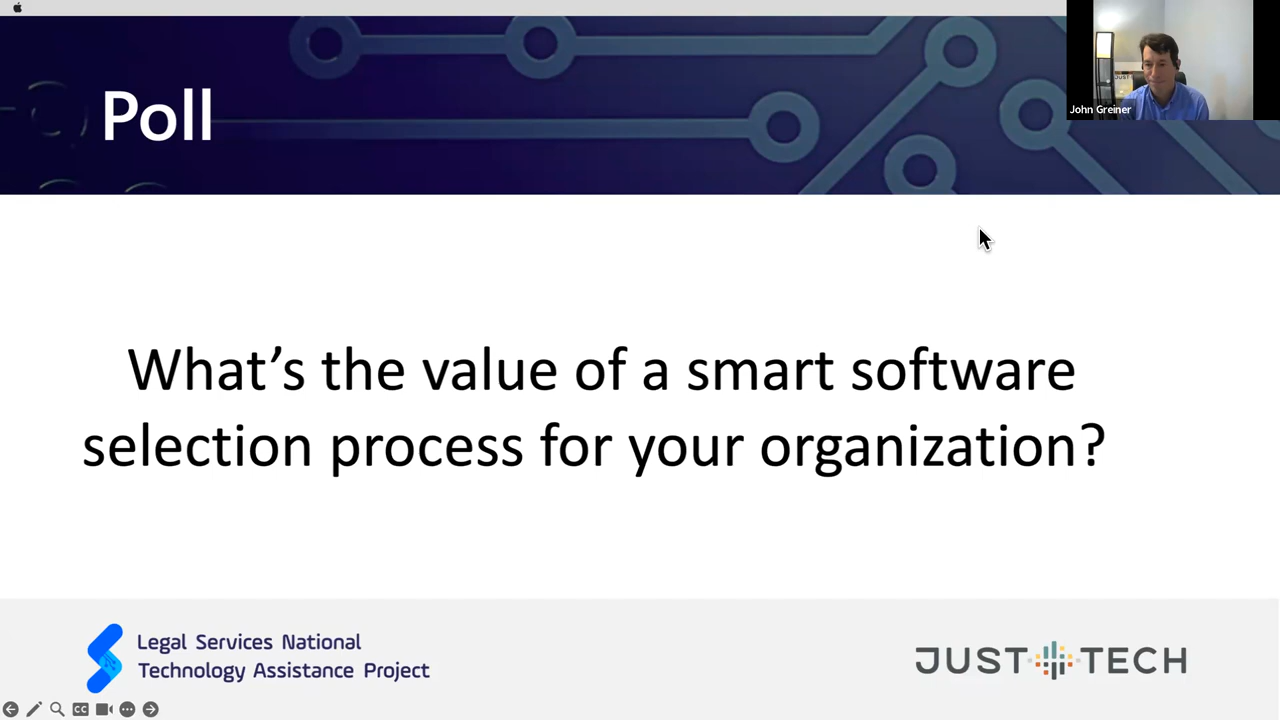 Poll
John Greiner
What's the value of a smart software
selection process for your organization?
Legal Services National
Technology Assistance Project
JUST TECH
CC